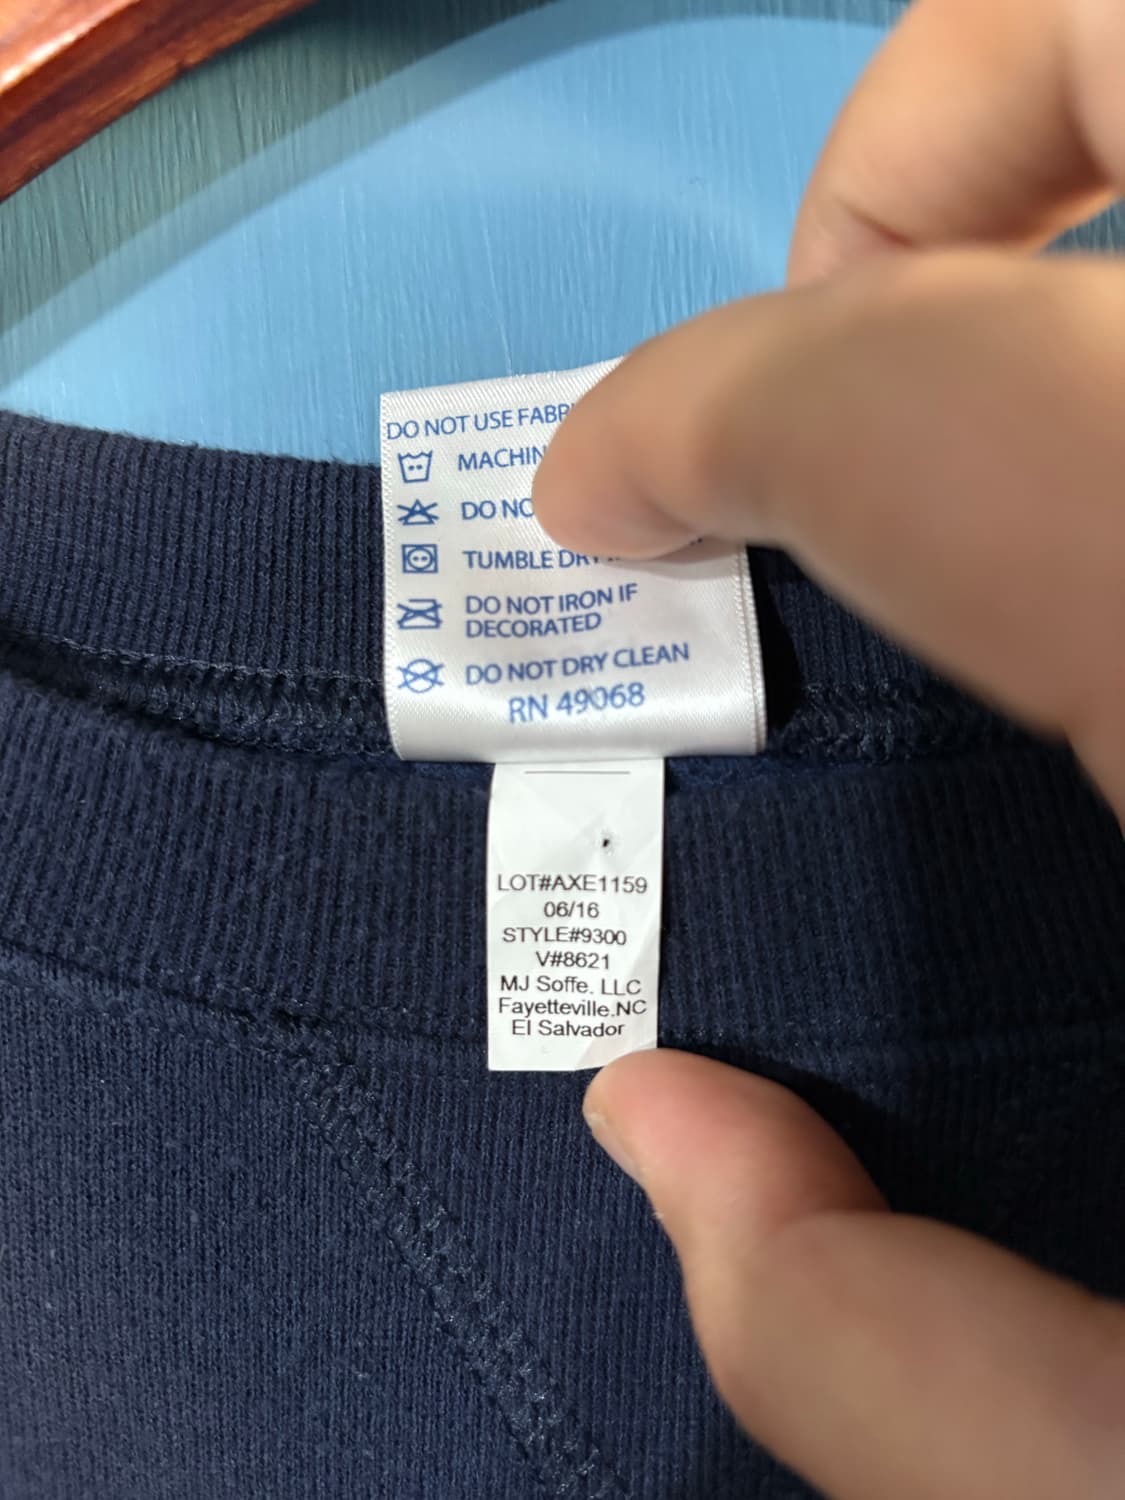 DO NOT USE
MACHIN
DO NO
TUMBLE DRY
DO NOT IRON IF
DECORATED
DO NOT DRY CLEAN
RN 49068
LOT#AXE1159
06/16
STYLE#9300
V#8621
MJ Soffe. LLC
Fayetteville.NC
El Salvador